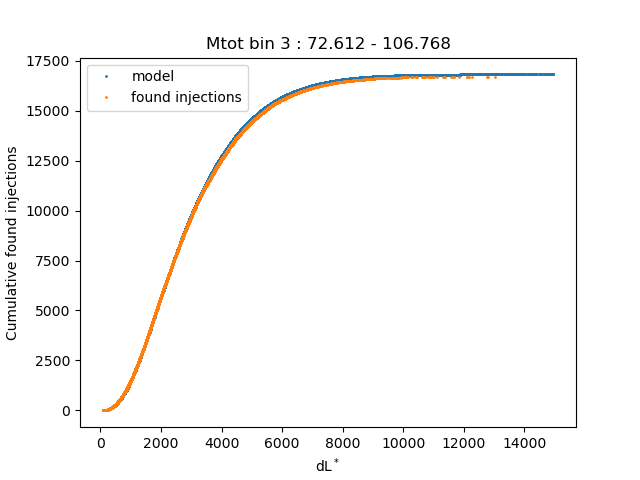 Mtot bin 3 : 72.612 - 106.768
17500
15000
12500
10000
7500
5000
2500
0
Cumulative found injections
model
found injections
0 2000 4000 6000 8000 10000 12000 14000
dL*